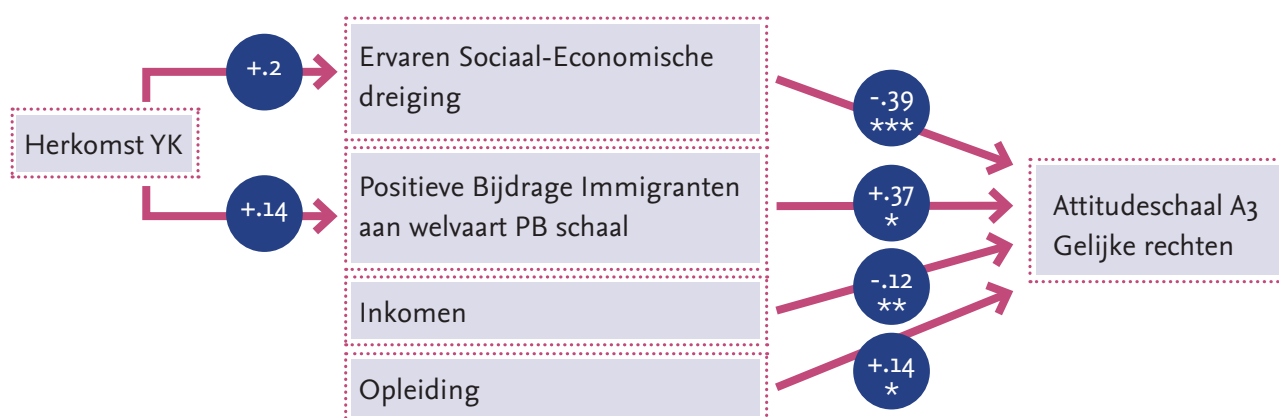 +.2
Ervaren Sociaal-Economische
dreiging
-.39
***
Herkomst YK
+.14
Positieve Bijdrage Immigranten
aan welvaart PB schaal
+.37
*
Attitudeschaal A3
Gelijke rechten
Inkomen
-.12
**
Opleiding
+.14
*